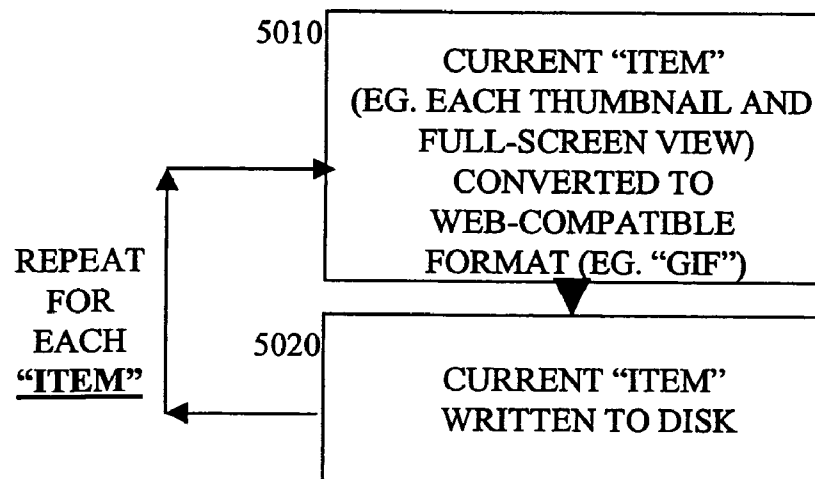 5010
CURRENT “ITEM”
(EG. EACH THUMBNAIL AND
FULL-SCREEN VIEW)
CONVERTED TO
WEB-COMPATIBLE
FORMAT (EG. “GIF”)
REPEAT
FOR
EACH
“ITEM”
5020
CURRENT “ITEM”
WRITTEN TO DISK